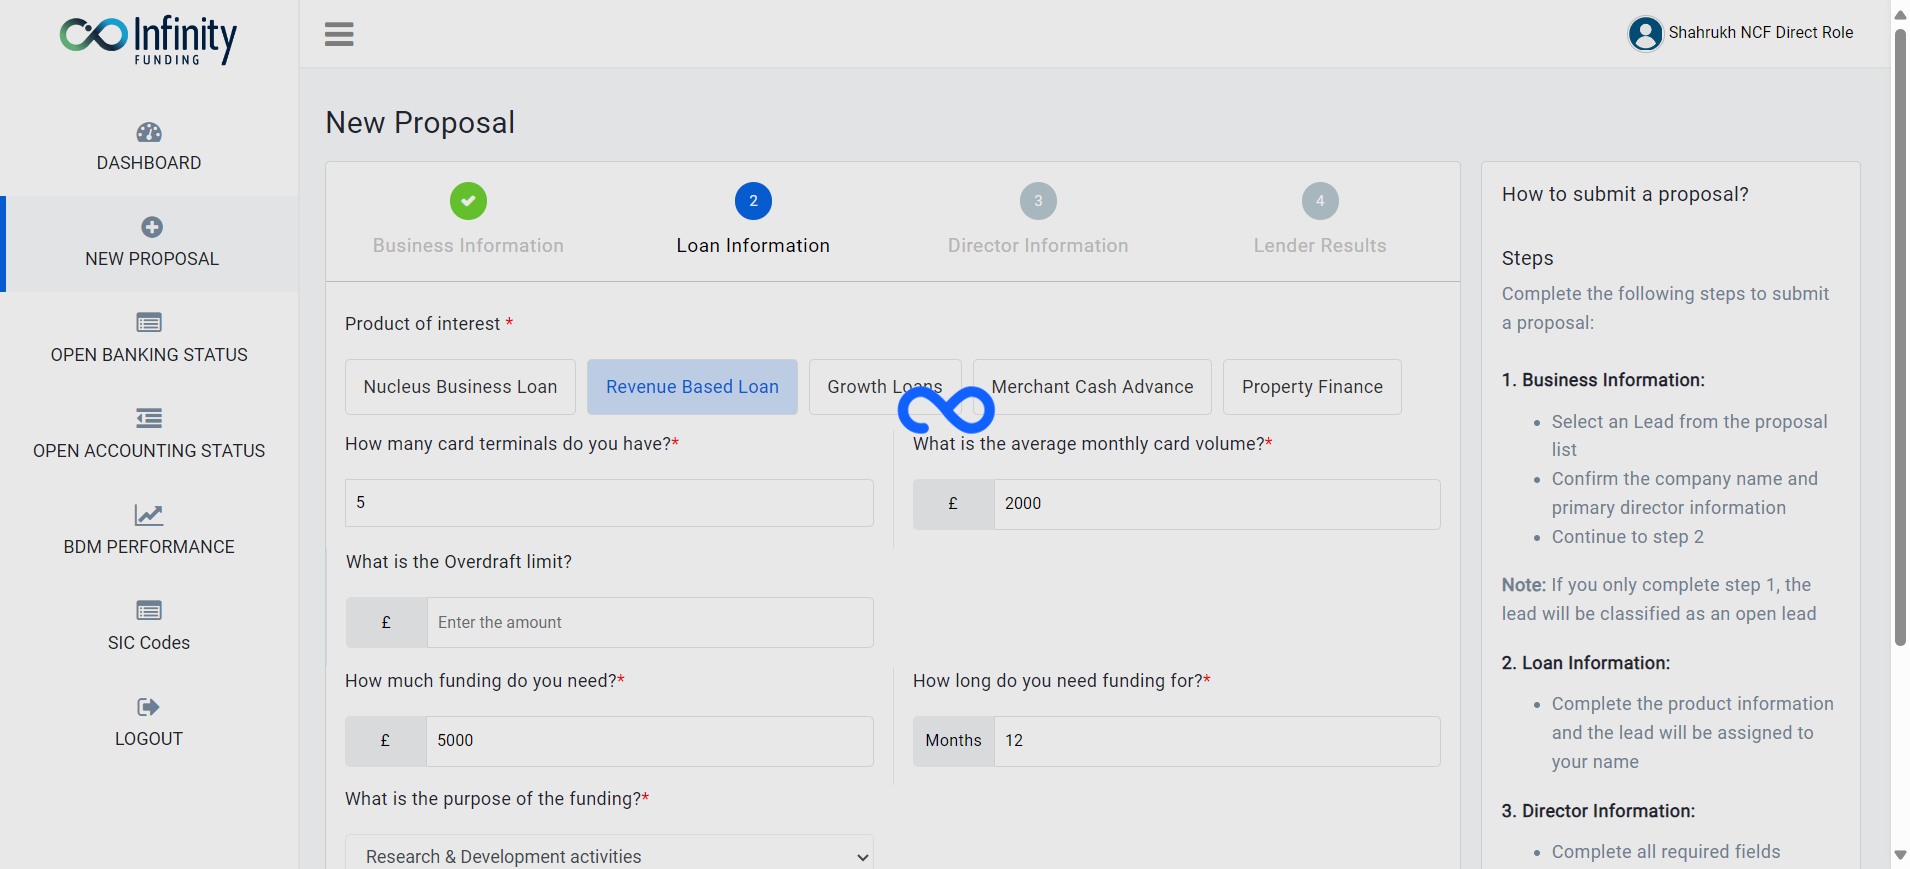 Infinity
FUNDING
DASHBOARD
NEW PROPOSAL
OPEN BANKING STATUS
OPEN ACCOUNTING STATUS
BDM PERFORMANCE
SIC Codes
LOGOUT
Shahrukh NCF Direct Role
New Proposal
2
3
4
Business Information
Loan Information
Director Information
Lender Results
Product of interest *
Nucleus Business Loan
Revenue Based Loan
Growth Loans
Merchant Cash Advance
Property Finance
How many card terminals do you have?*
What is the average monthly card volume?*
5
£
2000
What is the Overdraft limit?
£
Enter the amount
How much funding do you need?*
How long do you need funding for?*
£
5000
Months
12
What is the purpose of the funding?*
Research & Development activities
How to submit a proposal?
Steps
Complete the following steps to submit
a proposal:
1. Business Information:
• Select an Lead from the proposal
list
• Confirm the company name and
primary director information
• Continue to step 2
Note: If you only complete step 1, the
lead will be classified as an open lead
2. Loan Information:
• Complete the product information
and the lead will be assigned to
your name
3. Director Information:
• Complete all required fields